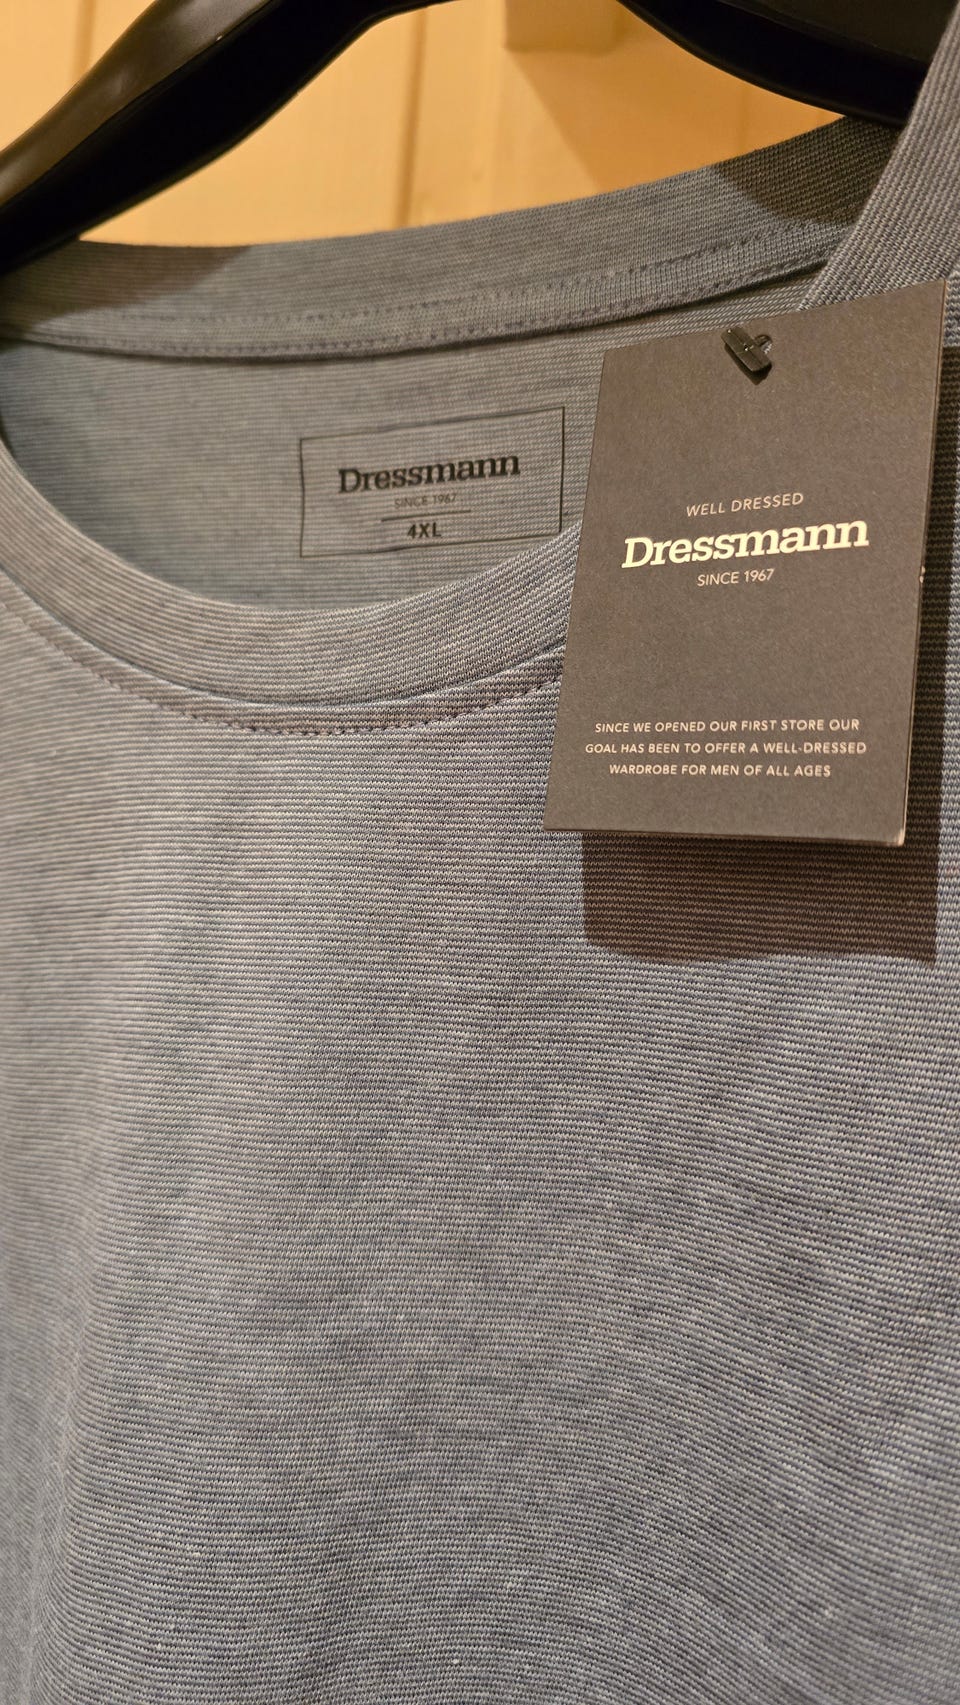 Dressmann
SINCE 1967
4XL
WELL DRESSED
Dressmann
SINCE 1967
SINCE WE OPENED OUR FIRST STORE OUR
GOAL HAS BEEN TO OFFER A WELL-DRESSED
WARDROBE FOR MEN OF ALL AGES